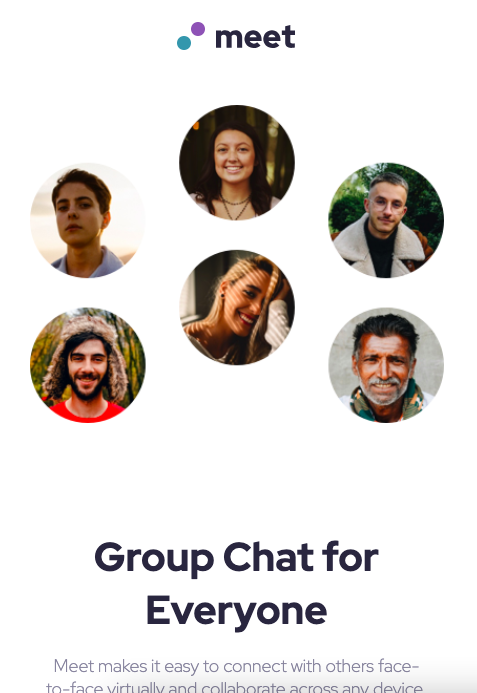 meet
Group Chat for
Everyone
Meet makes it easy to connect with others face-
to-face virtually and collaborate across any device